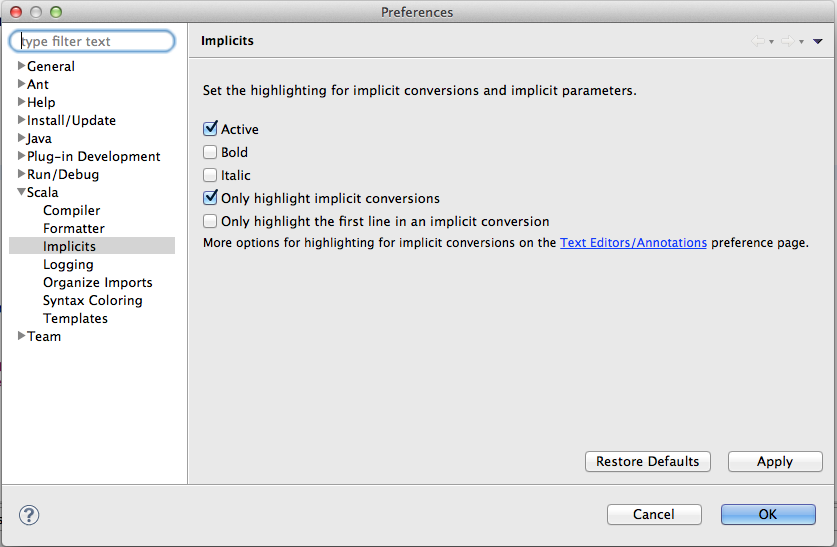 Preferences
type filter text
General
Ant
Help
Install/Update
Java
Plug-in Development
Run/Debug
Scala
Compiler
Formatter
Implicits
Logging
Organize Imports
Syntax Coloring
Templates
Team
Implicits
Set the highlighting for implicit conversions and implicit parameters.
Active
Bold
Italic
Only highlight implicit conversions
Only highlight the first line in an implicit conversion
More options for highlighting for implicit conversions on the Text Editors/Annotations preference page.
Restore Defaults
Apply
?
Cancel
OK